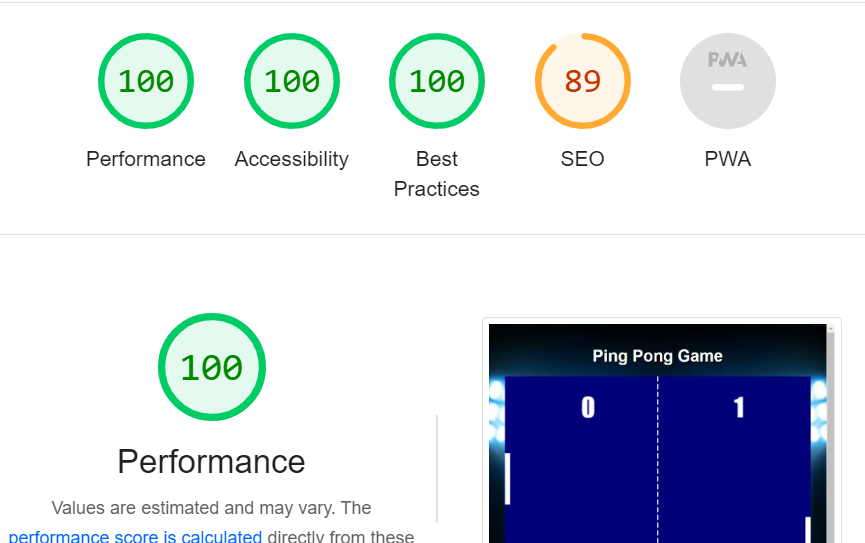 100 100 100 89 PWA
Performance Accessibility Best SEO PWA
Practices
100
Performance
Values are estimated and may vary. The
performance score is calculated directly from these
Ping Pong Game
0 1